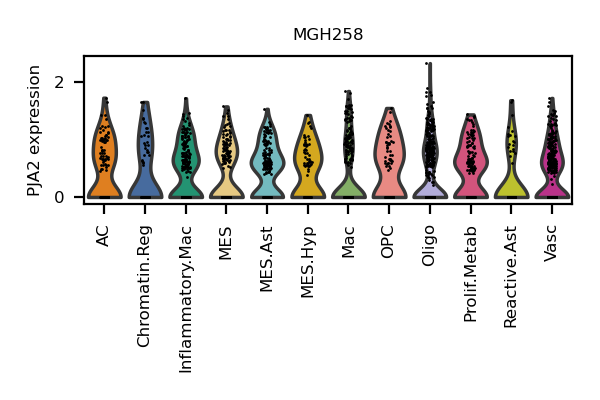 MGH258
PJA2 expression
2
0
AC
Chromatin.Reg
Inflammatory.Mac
MES
MES.Ast
MES.Hyp
Mac
OPC
Oligo
Prolif.Metab
Reactive.Ast
Vasc